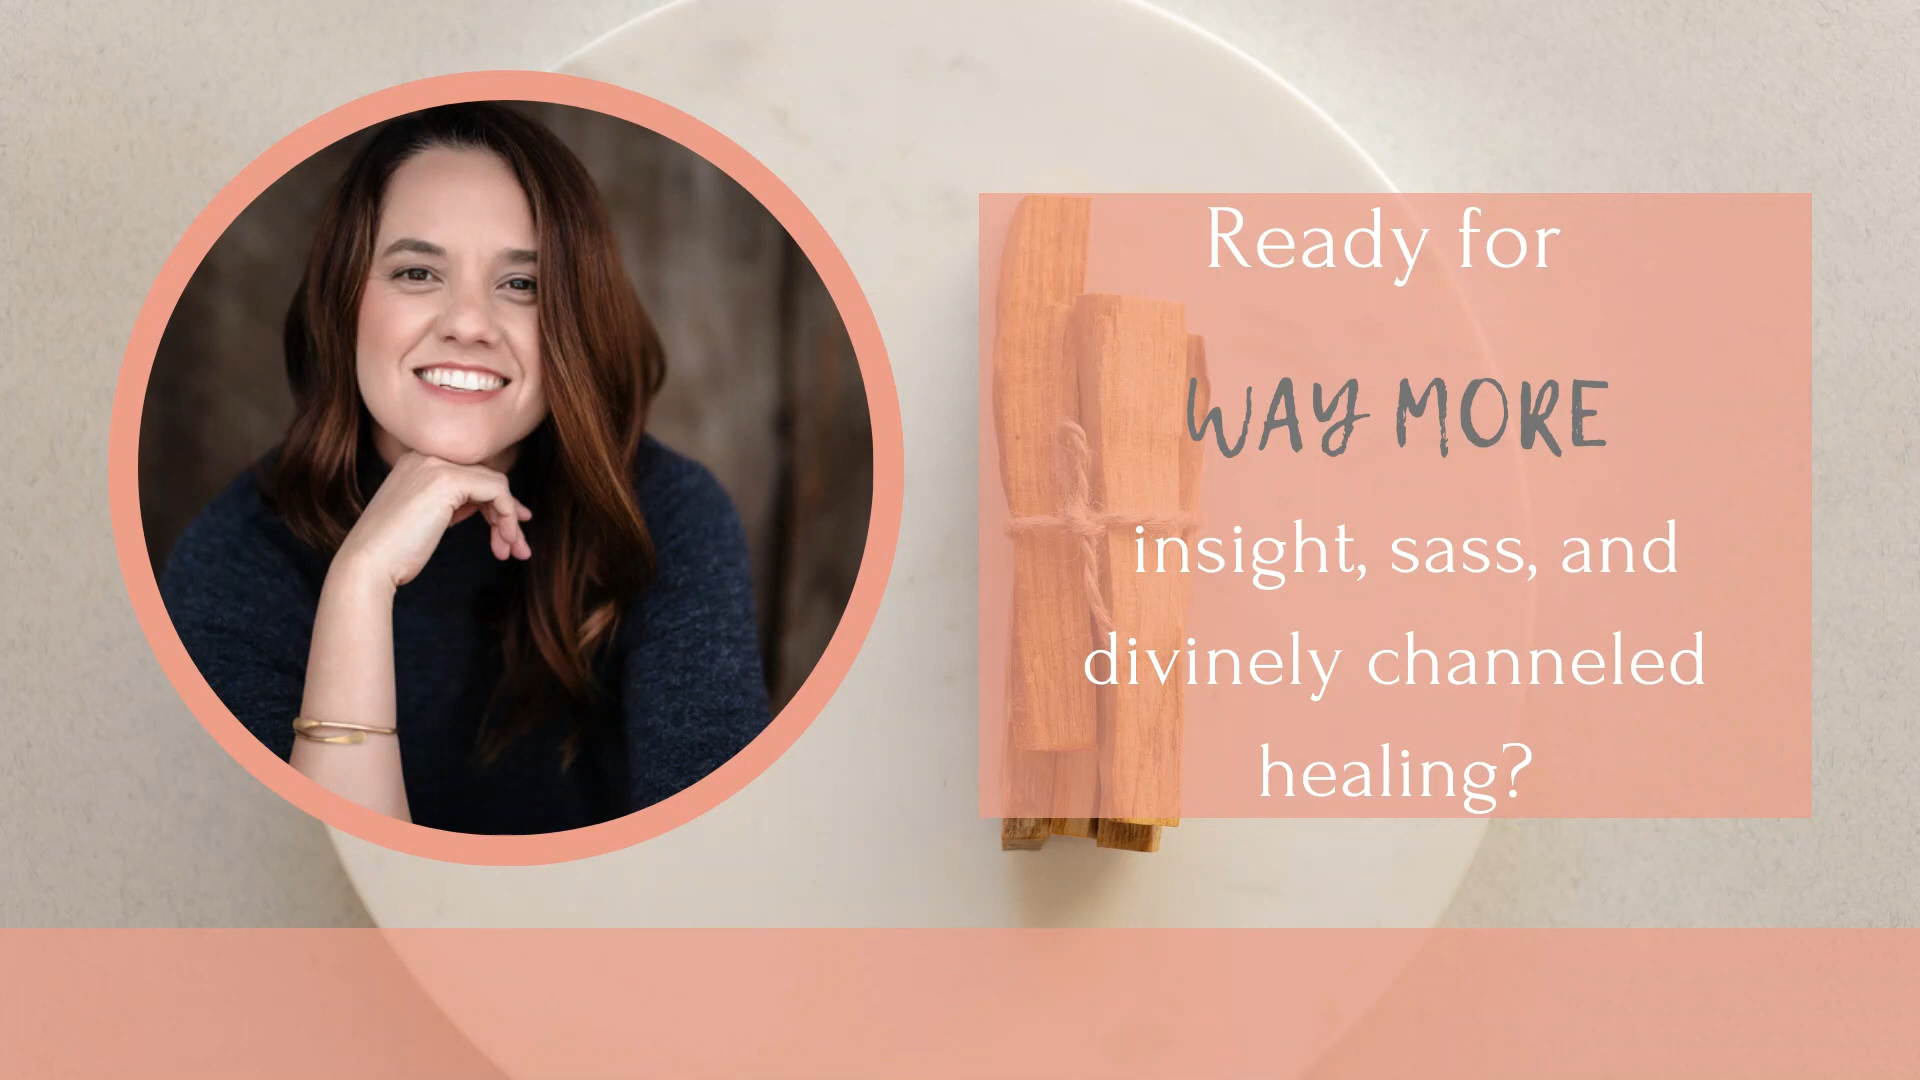 Ready for
WAY MORE
insight, sass, and
divinely channeled
healing?